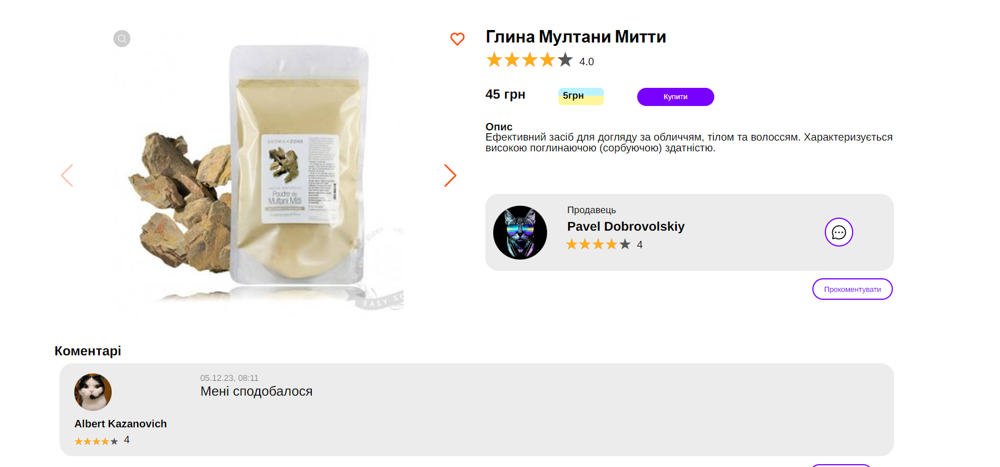 Глина Мултани Митти
4.0
45 грн
5грн
Купити
Опис
Ефективний засіб для догляду за обличчям, тілом та волоссям. Характеризується
високою поглинаючою (сорбуючою) здатністю.
AROMA ZONE
Poudre de
Multani Mitti
EASY
Продавець
Pavel Dobrovolskiy
4
Прокоментувати
Коментарі
05.12.23, 08:11
Мені сподобалося
Albert Kazanovich
4